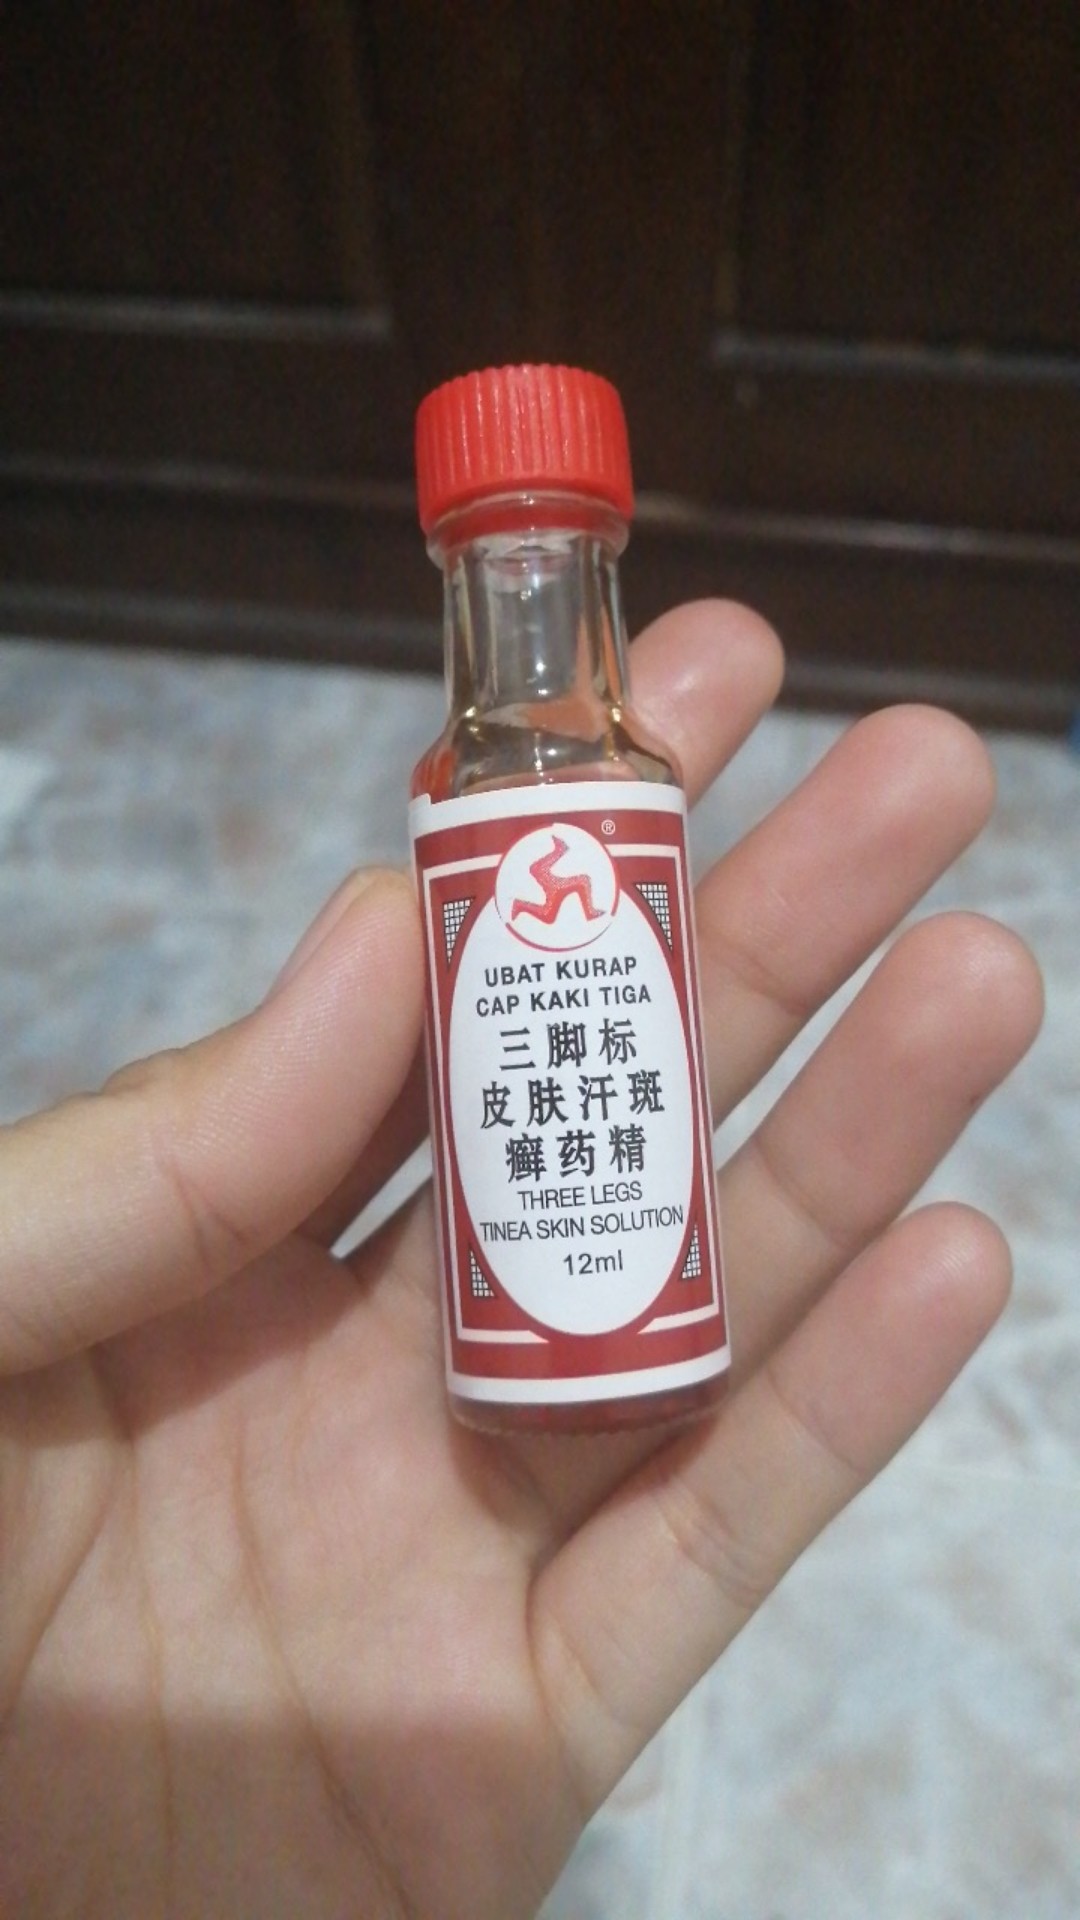 ®
UBAT KURAP
CAP KAKI TIGA
三脚标
皮肤汗斑
癣药精
THREE LEGS
TINEA SKIN SOLUTION
12ml